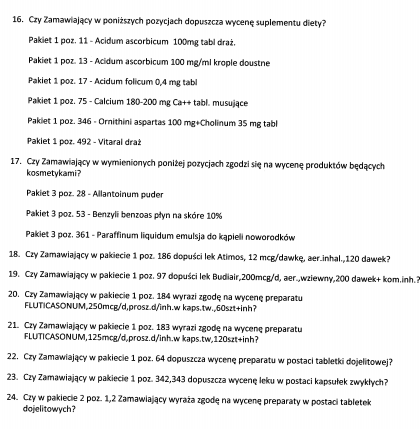 16. Czy Zamawiający w poniższych pozycjach dopuszcza wycenę suplementu diety?
Pakiet 1 poz. 11 - Acidum ascorbicum 100mg tabl draż.
Pakiet 1 poz. 13 - Acidum ascorbicum 100 mg/ml krople doustne
Pakiet 1 poz. 17 - Acidum folicum 0,4 mg tabl
Pakiet 1 poz. 75 - Calcium 180-200 mg Ca++ tabl. musujące
Pakiet 1 poz. 346 - Ornithini aspartas 100 mg+Cholinum 35 mg tabl
Pakiet 1 poz. 492 - Vitaral draż
17. Czy Zamawiający w wymienionych poniżej pozycjach zgodzi się na wycenę produktów będących
kosmetykami?
Pakiet 3 poz. 28 - Allantoinum puder
Pakiet 3 poz. 53 - Benzyli benzoas płyn na skóre 10%
Pakiet 3 poz. 361 - Paraffinum liquidum emulsja do kąpieli noworodków
18. Czy Zamawiający w pakiecie 1 poz. 186 dopuści lek Atimos, 12 mcg/dawkę, aer.inhal.,120 dawek?
19. Czy Zamawiający w pakiecie 1 poz. 97 dopuści lek Budiair,200mcg/d, aer.,wziewny,200 dawek+ kom.inh.?
20. Czy Zamawiający w pakiecie 1 poz. 184 wyrazi zgodę na wycenę preparatu
FLUTICASONUM,250mcg/d,prosz.d/inh.w kaps.tw.,60szt+inh?
21. Czy Zamawiający w pakiecie 1 poz. 183 wyrazi zgodę na wycenę preparatu
FLUTICASONUM,125mcg/d,prosz.d/inh.w kaps.tw,120szt+inh?
22. Czy Zamawiający w pakiecie 1 poz. 64 dopuszcza wycenę preparatu w postaci tabletki dojelitowej?
23. Czy Zamawiający w pakiecie 1 poz. 342,343 dopuszcza wycenę leku w postaci kapsułek zwykłych?
24. Czy w pakiecie 2 poz. 1,2 Zamawiający wyraża zgodę na wycenę preparaty w postaci tabletek
dojelitowych?